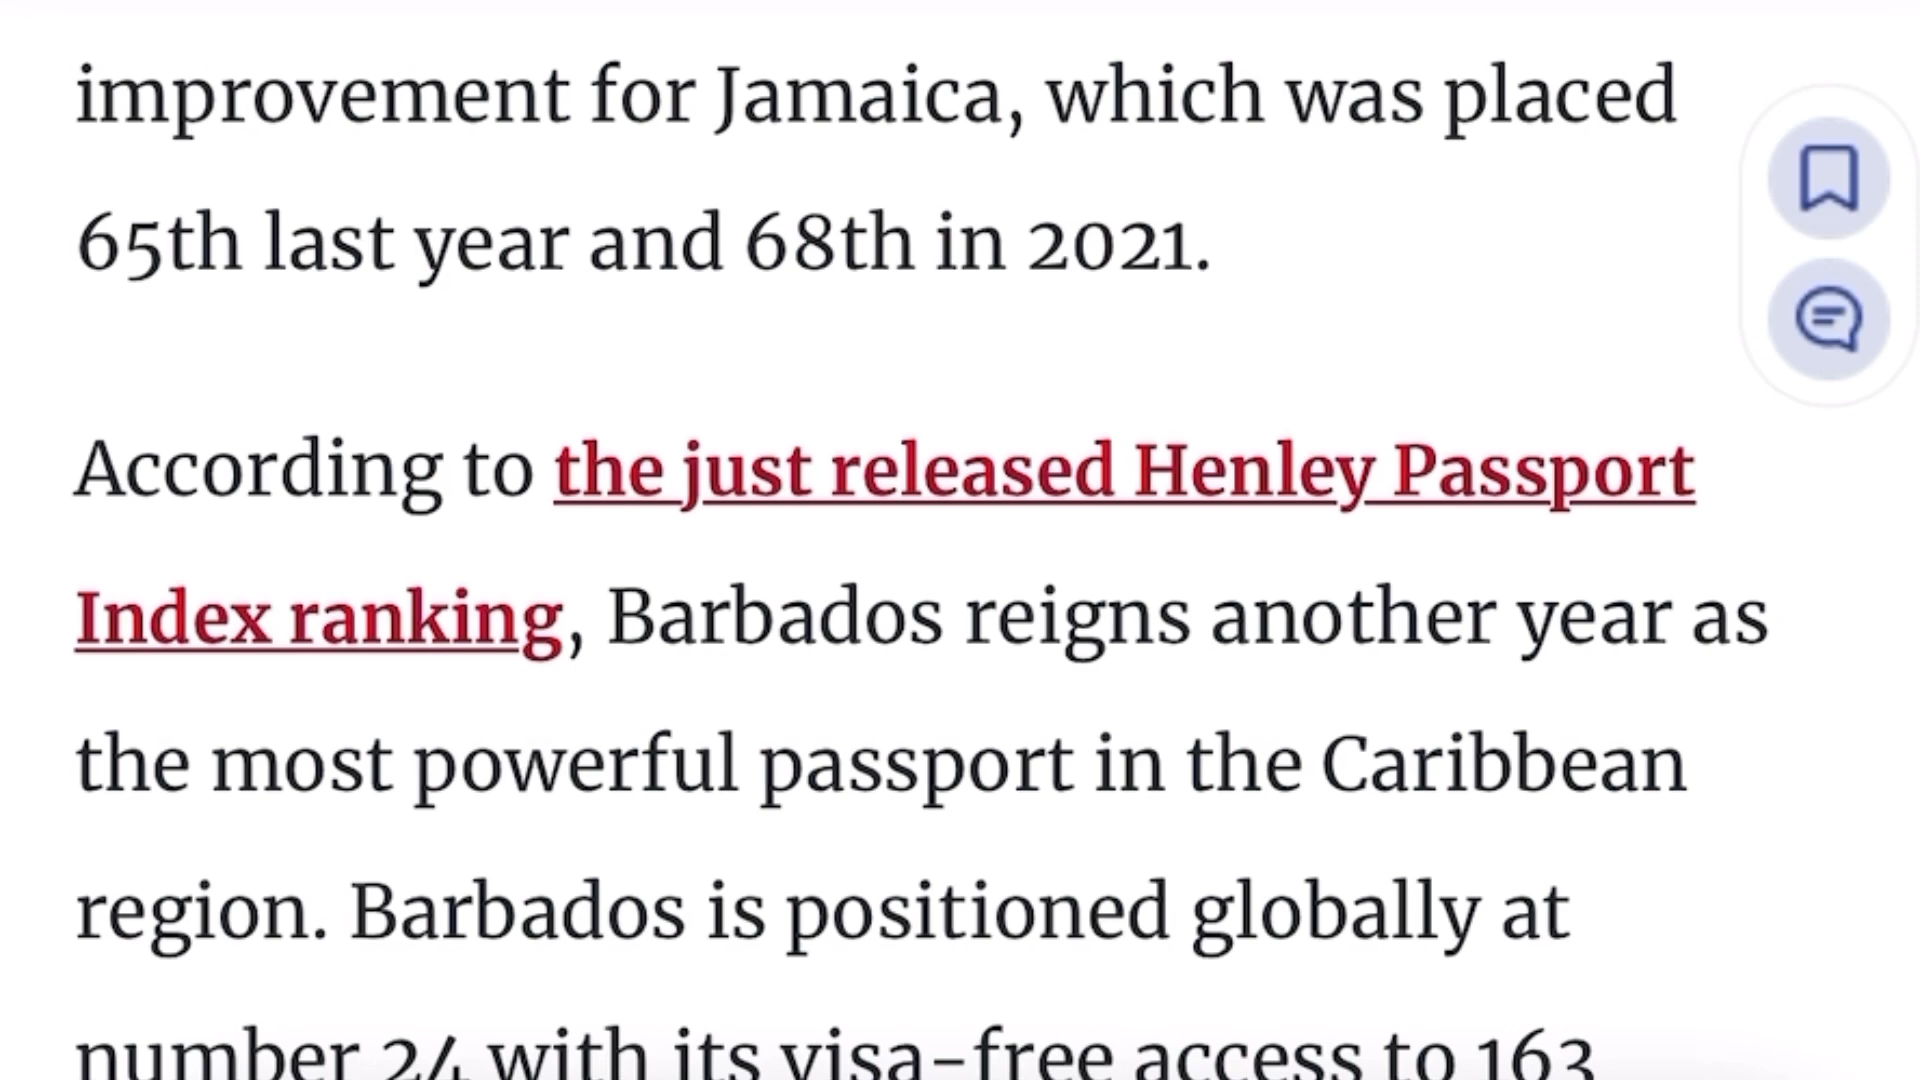 improvement for Jamaica, which was placed
65th last year and 68th in 2021.
According to the just released Henley Passport
Index ranking, Barbados reigns another year as
the most powerful passport in the Caribbean
region. Barbados is positioned globally at
number 24 with its visa-free access to 163